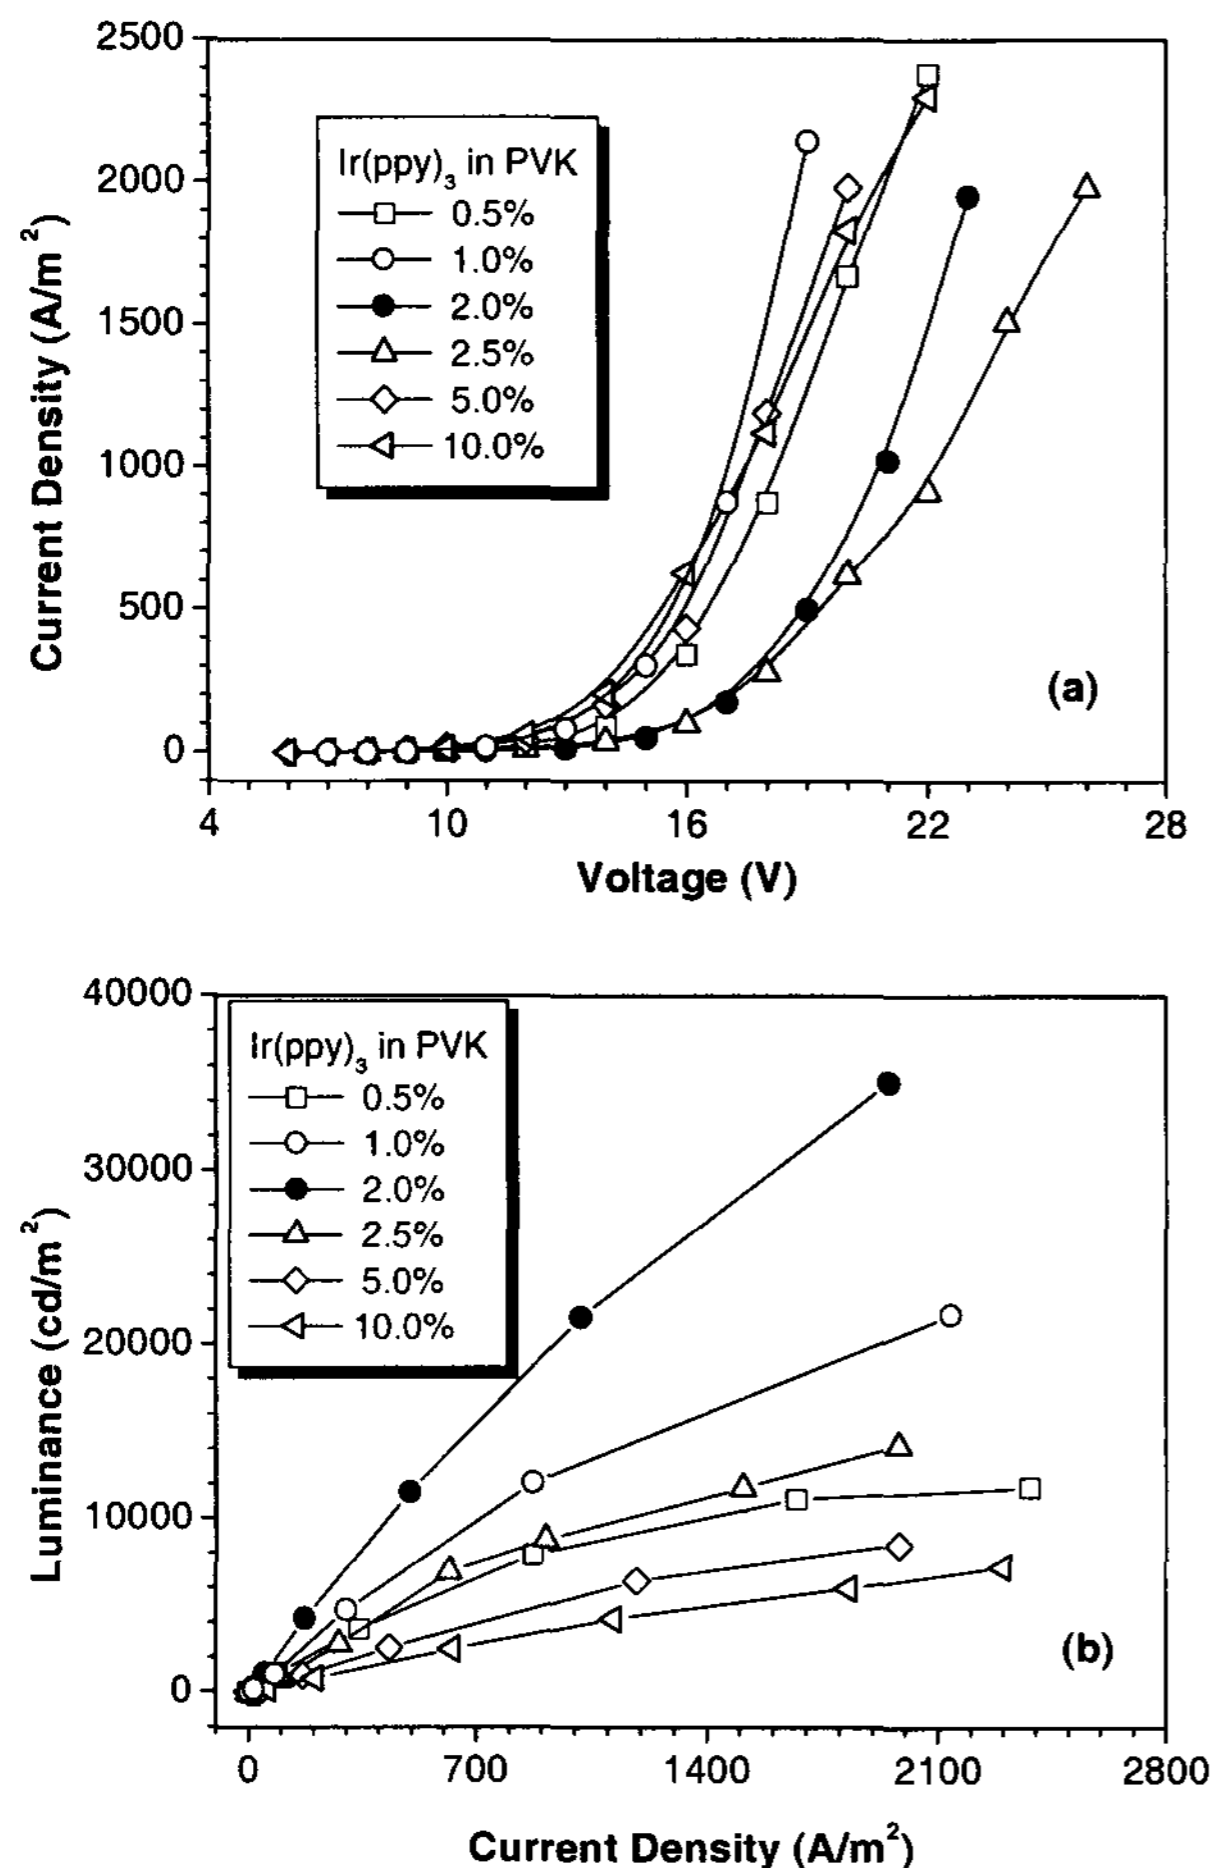 2500
2000
1500
1000
500
0
Current Density (A/m²)
Ir(ppy)₃ in PVK
0.5%
1.0%
2.0%
2.5%
5.0%
10.0%
(a)
4 10 16 22 28
Voltage (V)
40000
30000
20000
10000
0
Luminance (cd/m²)
Ir(ppy)₃ in PVK
0.5%
1.0%
2.0%
2.5%
5.0%
10.0%
(b)
0 700 1400 2100 2800
Current Density (A/m²)